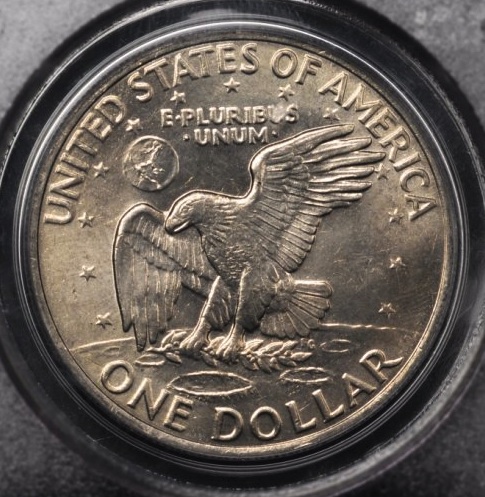 UNITED STATES OF AMERICA
E·PLURIBUS
·UNUM·
ONE DOLLAR